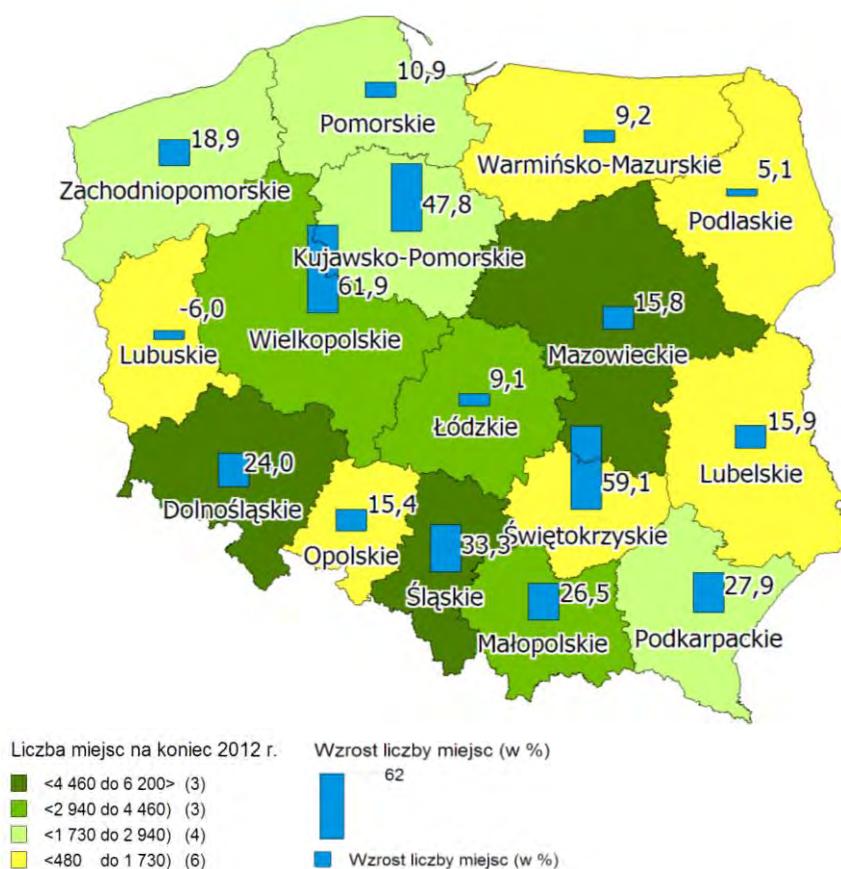 10,9
Pomorskie
18,9
Zachodniopomorskie
9,2
Warmińsko-Mazurskie
5,1
Podlaskie
47,8
Kujawsko-Pomorskie
61,9
Wielkopolskie
-6,0
Lubuskie
15,8
Mazowieckie
9,1
Łódzkie
15,9
Lubelskie
24,0
Dolnośląskie
15,4
Opolskie
59,1
Świętokrzyskie
33,3
Śląskie
26,5
Małopolskie
27,9
Podkarpackie
Liczba miejsc na koniec 2012 r.
<4 460 do 6 200> (3)
<2 940 do 4 460) (3)
<1 730 do 2 940) (4)
<480 do 1 730) (6)
Wzrost liczby miejsc (w %)
62
Wzrost liczby miejsc (w %)